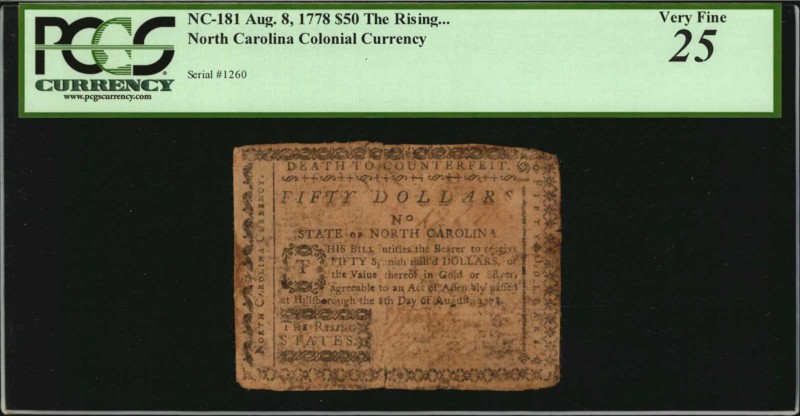 PCGS
CURRENCY
www.pcgscurrency.com
NC-181 Aug. 8, 1778 $50 The Rising...
North Carolina Colonial Currency
Serial #1260
Very Fine
25
DEATH TO COUNTERFEIT.
FIFTY DOLLARS
No
STATE OF NORTH CAROLINA
THIS BILL entitles the Bearer to receive
FIFTY Spanish mill'd DOLLARS, or
the Value thereof in Gold or Silver,
agreeable to an Act of Assembly passed
at Hillsborough the 8th Day of August, 1778.
THE RISING
STATES.
NORTH CAROLINA CURRENCY.
FIFTY DOLLARS